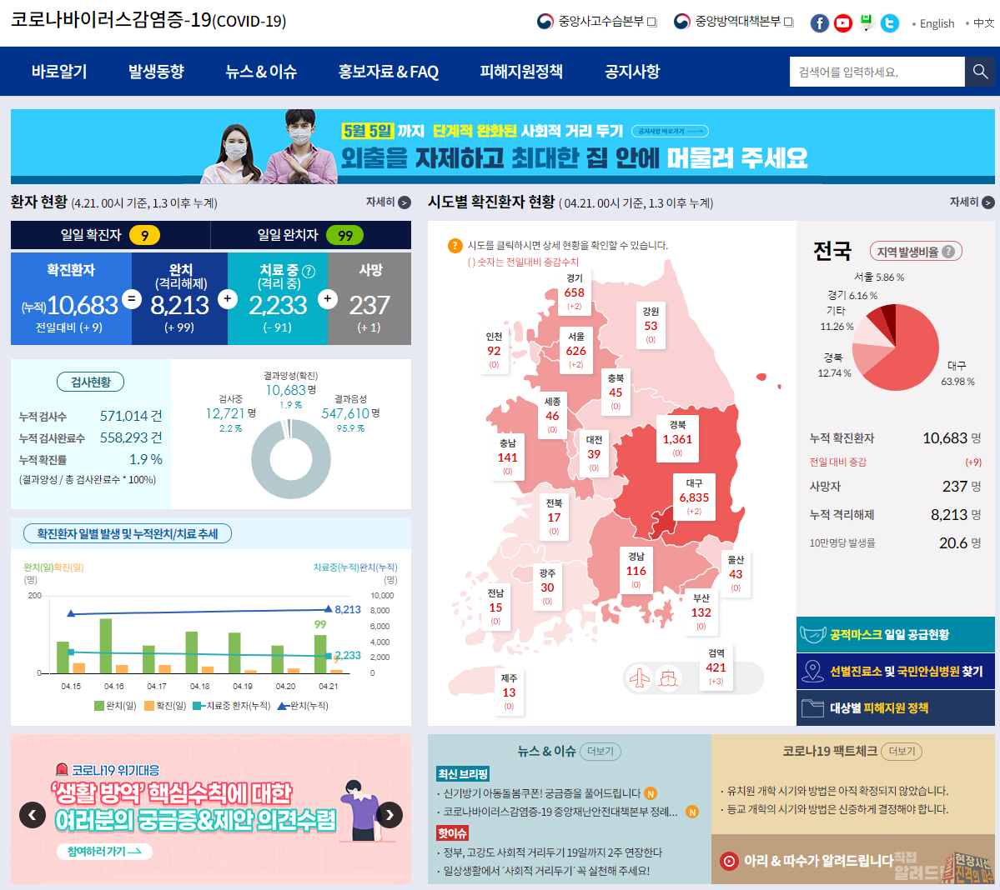 코로나바이러스감염증-19(COVID-19)
중앙사고수습본부
중앙방역대책본부
English
中文
바로알기
발생동향
뉴스 & 이슈
홍보자료 & FAQ
피해지원정책
공지사항
검색어를 입력하세요.
5월 5일 까지 단계적 완화된 사회적 거리 두기
공지사항 바로가기
외출을 자제하고 최대한 집 안에 머물러 주세요
환자 현황 (4.21. 00시 기준, 1.3 이후 누계)
자세히 >
일일 확진자 9
일일 완치자 99
확진환자
(누적)10,683
전일대비 (+ 9)
=
완치
(격리해제)
8,213
(+ 99)
+
치료 중 ?
(격리 중)
2,233
(- 91)
+
사망
237
(+ 1)
검사현황
누적 검사수 571,014 건
누적 검사완료수 558,293 건
누적 확진률 1.9 %
(결과양성 / 총 검사완료수 * 100%)
결과양성(확진)
10,683 명
1.9 %
검사중
12,721 명
2.2 %
결과음성
547,610 명
95.9 %
확진환자 일별 발생 및 누적완치/치료 추세
완치(일)확진(일)
(명)
치료중(누적)완치(누적)
(명)
200
0
10,000
8,000
6,000
4,000
2,000
0
8,213
99
2,233
9
04.15 04.16 04.17 04.18 04.19 04.20 04.21
완치(일) 확진(일) 치료중 환자(누적) 완치(누적)
코로나19 위기대응
'생활 방역' 핵심수칙에 대한
여러분의 궁금증&제안 의견수렴
참여하러 가기
시도별 확진환자 현황 ( 04.21. 00시 기준, 1.3 이후 누계)
자세히 >
? 시도를 클릭하시면 상세 현황을 확인할 수 있습니다.
( ) 숫자는 전일대비 증감수치
경기
658
(+2)
강원
53
(0)
인천
92
(0)
서울
626
(+2)
충북
45
(0)
세종
46
(0)
경북
1,361
(0)
충남
141
(0)
대전
39
(0)
대구
6,835
(+2)
전북
17
(0)
경남
116
(0)
울산
43
(0)
광주
30
(0)
전남
15
(0)
부산
132
(0)
검역
421
(+3)
제주
13
(0)
전국
지역 발생비율 ?
서울 5.86 %
경기 6.16 %
기타
11.26 %
경북
12.74 %
대구
63.98 %
누적 확진환자 10,683 명
전일 대비 증감 (+9)
사망자 237 명
누적 격리해제 8,213 명
10만명당 발생률 20.6 명
공적마스크 일일 공급현황
선별진료소 및 국민안심병원 찾기
대상별 피해지원 정책
뉴스 & 이슈 더보기
최신 브리핑
· 신기방기 아동돌봄쿠폰! 궁금증을 풀어드립니다 N
· 코로나바이러스감염증-19 중앙재난안전대책본부 정례... N
핫이슈
· 정부, 고강도 사회적 거리두기 19일까지 2주 연장한다
· 일상생활에서 ´사회적 거리두기´ 꼭 실천해 주세요!
코로나19 팩트체크 더보기
· 유치원 개학 시기와 방법은 아직 확정되지 않았습니다.
· 등교 개학의 시기와 방법은 신중하게 결정해야 합니다.
아리 & 따수가 알려드립니다
직접
알려드
현장시선
진격의 따수